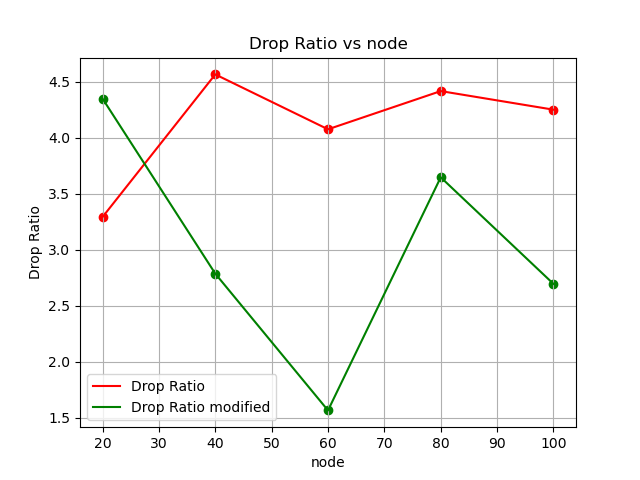 Drop Ratio vs node
Drop Ratio
4.5
4.0
3.5
3.0
2.5
2.0
1.5
Drop Ratio
Drop Ratio modified
20 30 40 50 60 70 80 90 100
node